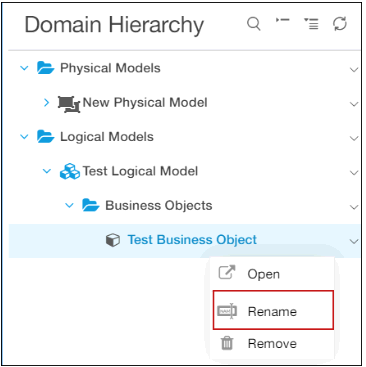 Domain Hierarchy
Physical Models
New Physical Model
Logical Models
Test Logical Model
Business Objects
Test Business Object
Open
Rename
Remove